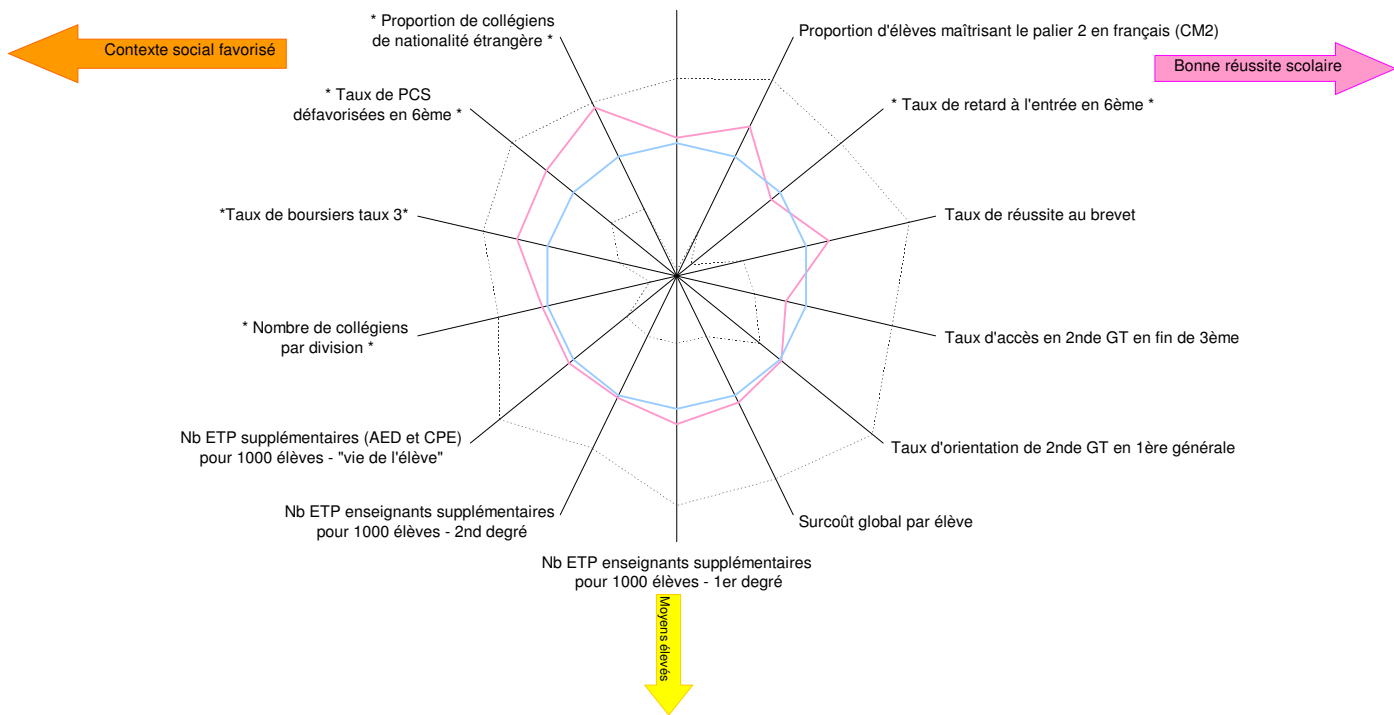 * Proportion de collégiens
de nationalité étrangère *
Proportion d'élèves maîtrisant le palier 2 en français (CM2)
Contexte social favorisé
Bonne réussite scolaire
* Taux de PCS
défavorisées en 6ème *
* Taux de retard à l'entrée en 6ème *
*Taux de boursiers taux 3*
Taux de réussite au brevet
* Nombre de collégiens
par division *
Taux d'accès en 2nde GT en fin de 3ème
Nb ETP supplémentaires (AED et CPE)
pour 1000 élèves - "vie de l'élève"
Taux d'orientation de 2nde GT en 1ère générale
Nb ETP enseignants supplémentaires
pour 1000 élèves - 2nd degré
Surcoût global par élève
Nb ETP enseignants supplémentaires
pour 1000 élèves - 1er degré
Moyens élevés